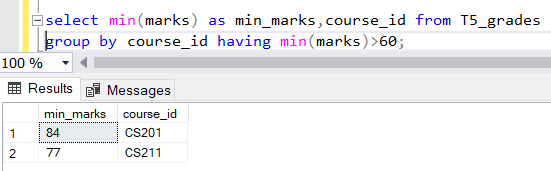 select min(marks) as min_marks,course_id from T5_grades
group by course_id having min(marks)>60;
100 %
Results Messages
min_marks course_id
1 84 CS201
2 77 CS211